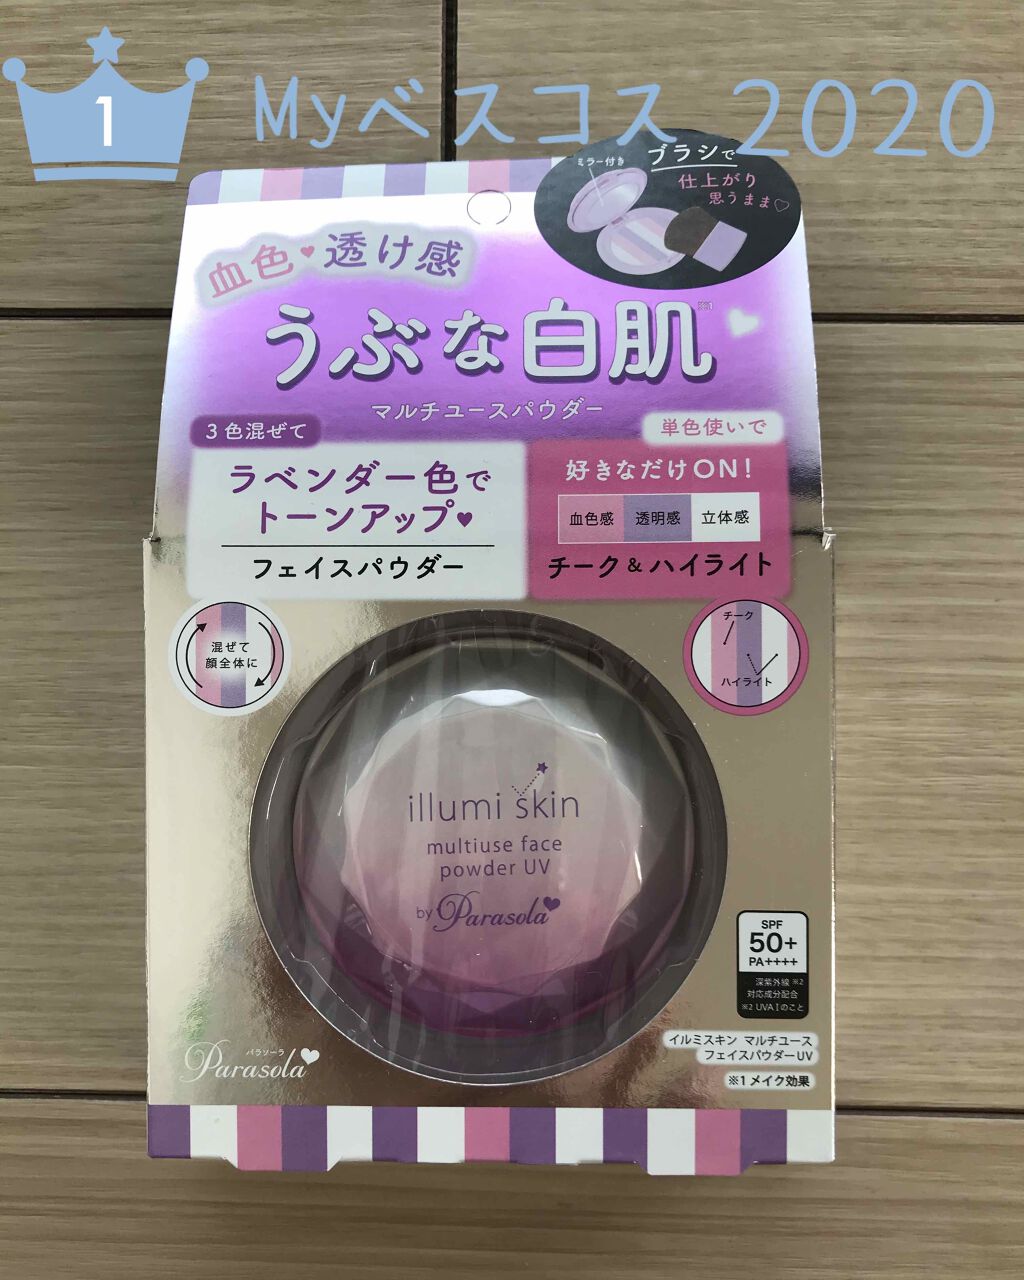 1
Myベスコス 2020
ミラー付き
ブラシで
仕上がり
思うまま♡
血色♥透け感
うぶな白肌※1
マルチユースパウダー
3色混ぜて
ラベンダー色で
トーンアップ♥
フェイスパウダー
単色使いで
好きなだけON!
血色感 透明感 立体感
チーク&ハイライト
混ぜて
顔全体に
チーク
ハイライト
illumi skin
multiuse face
powder UV
by Parasola
SPF
50+
PA++++
深紫外線※2
対応成分配合
※2 UVAIのこと
パラソーラ
Parasola
イルミスキン マルチユース
フェイスパウダーUV
※1メイク効果